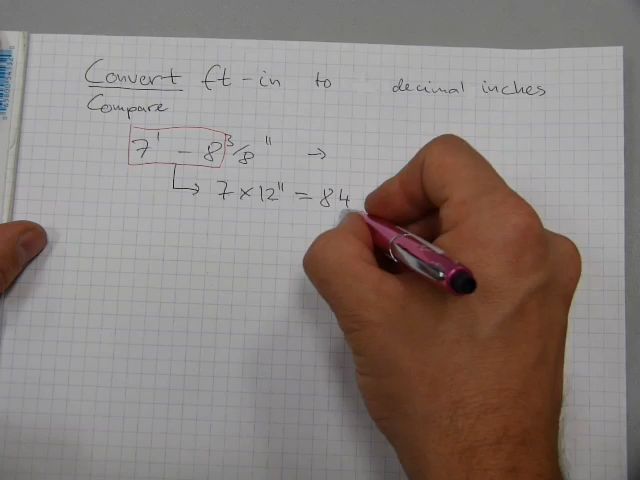 Convert ft-in to decimal inches
Compare
7' - 8 3/8" →
7 × 12" = 84